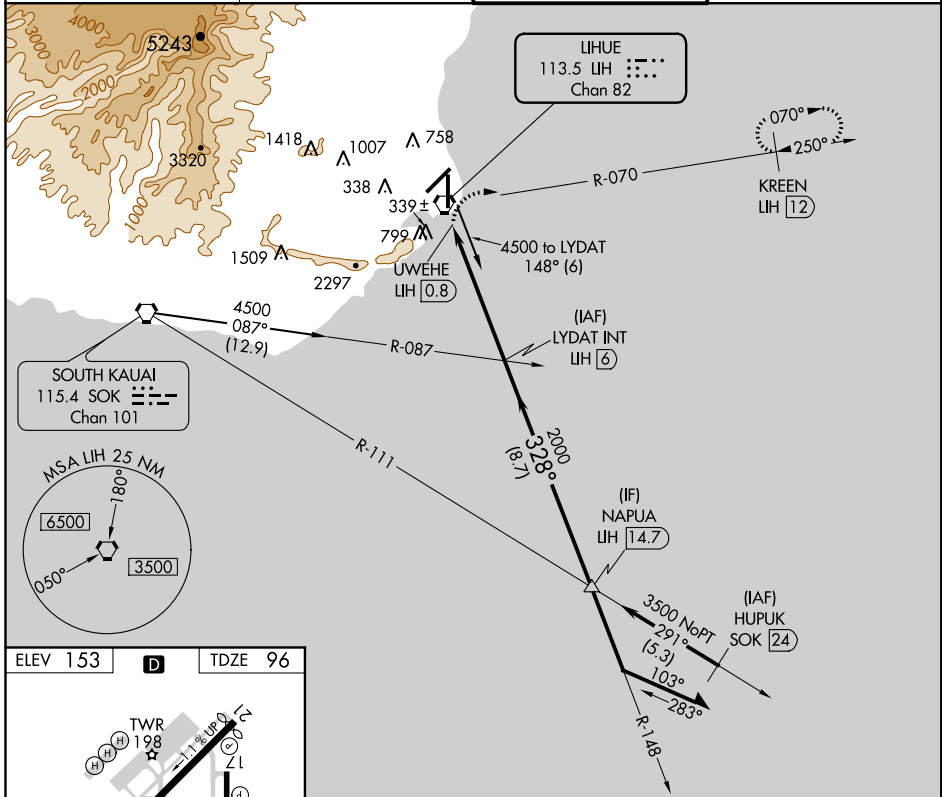 4000
3000
5243
2000
3320
1000
1418
1007
758
338
339±
799
1509
2297
LIHUE
113.5 LIH
Chan 82
070°
250°
R-070
KREEN
LIH 12
4500 to LYDAT
148° (6)
UWEHE
LIH 0.8
4500
087°
(12.9)
R-087
(IAF)
LYDAT INT
LIH 6
SOUTH KAUAI
115.4 SOK
Chan 101
R-111
2000
328°
(8.7)
MSA LIH 25 NM
180°
6500
3500
050°
(IF)
NAPUA
LIH 14.7
3500 NoPT
291°
(5.3)
(IAF)
HUPUK
SOK 24
103°
283°
R-148
ELEV 153
D
TDZE 96
TWR
198
H H H
1.1% UP
21
P
17
P